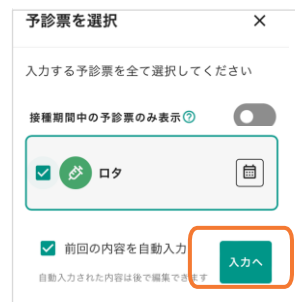 予診票を選択
入力する予診票を全て選択してください
接種期間中の予診票のみ表示?
ロタ
前回の内容を自動入力
入力へ
自動入力された内容は後で編集できます